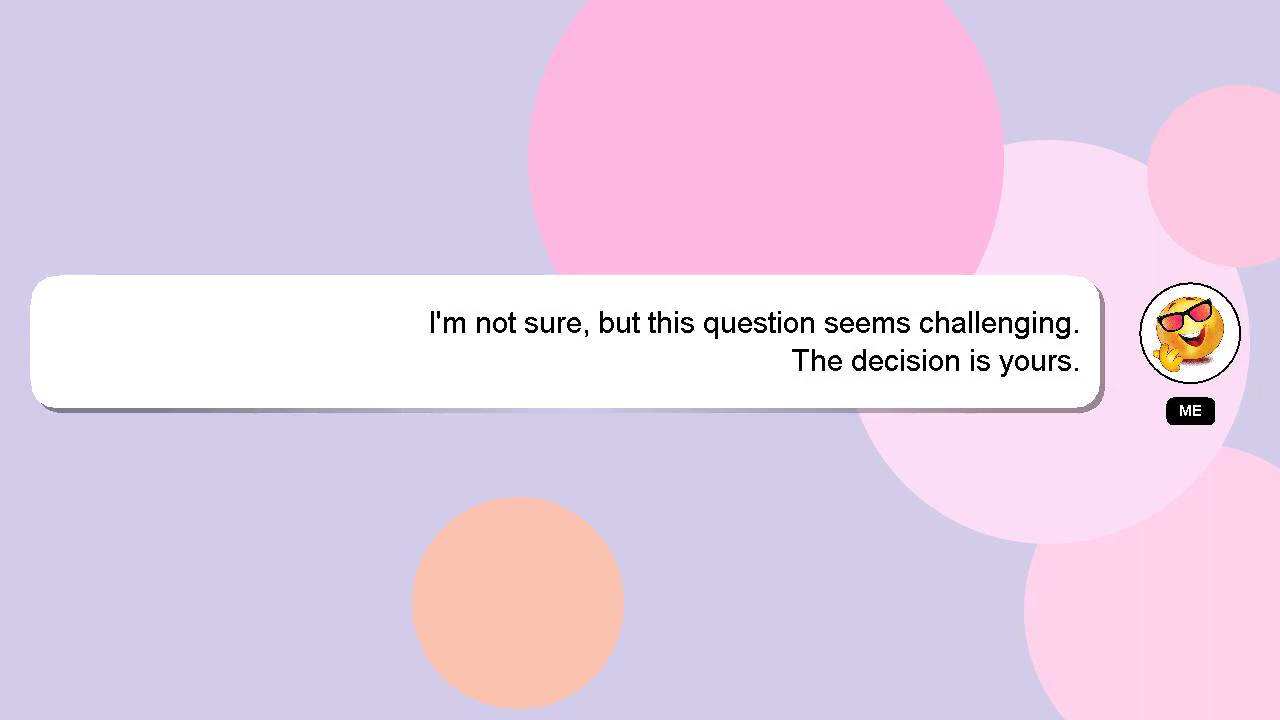 I'm not sure, but this question seems challenging.
The decision is yours.
ME